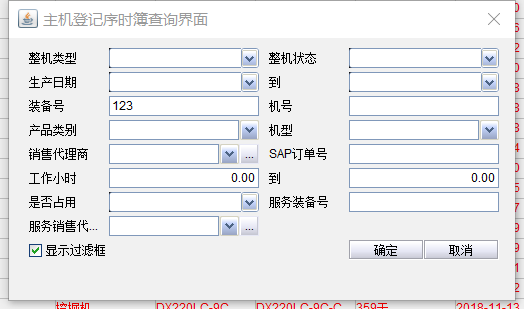 主机登记序时簿查询界面
整机类型 整机状态
生产日期 到
装备号 123 机号
产品类别 机型
销售代理商 ... SAP订单号
工作小时 0.00 到 0.00
是否占用 服务装备号
服务销售代... ...
显示过滤框 确定 取消
挖掘机 DX220LC-9C DX220LC-9C-C 359千 2018-11-13